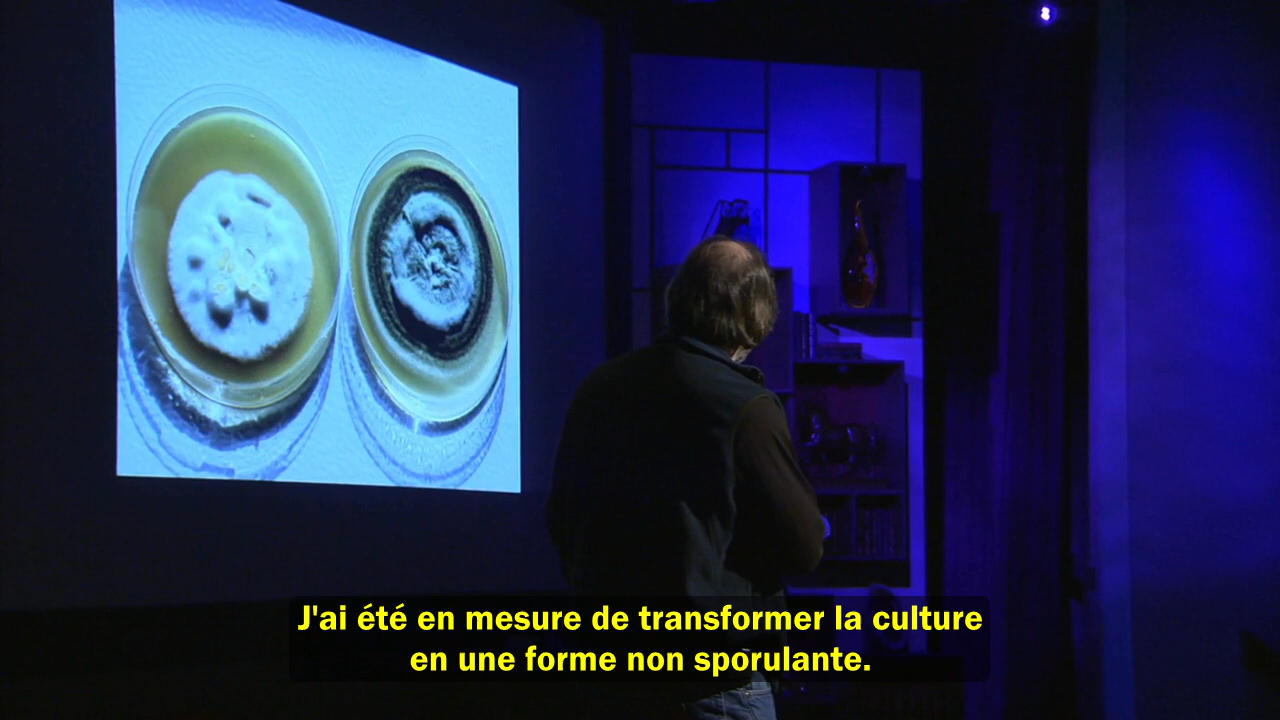 J'ai été en mesure de transformer la culture
en une forme non sporulante.